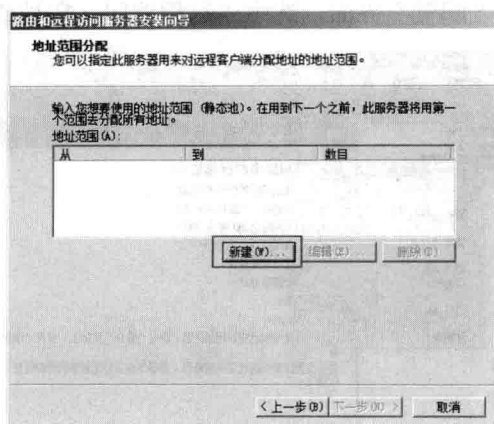 路由和远程访问服务器安装向导
地址范围分配
您可以指定此服务器用来对远程客户端分配地址的地址范围。
输入您想要使用的地址范围（静态池）。在用到下一个之前，此服务器将用第一
个范围去分配所有地址。
地址范围(A):
从 到 数目
新建(W)... 编辑(E)... 删除(D)
<上一步(B) 下一步(N)> 取消